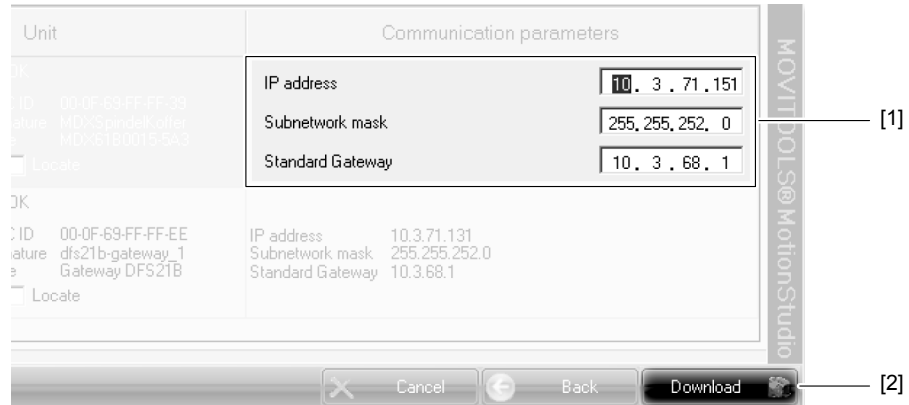 Unit Communication parameters
OK
ID 00-0F-69-FF-FF-39
ature MDXSpindelKoffer
e MDX61B0015-5A3
Locate
IP address 10. 3 . 71 .151
Subnetwork mask 255.255.252. 0
Standard Gateway 10. 3 . 68. 1
[1]
OK
C ID 00-0F-69-FF-FF-EE
ature dfs21b-gateway_1
e Gateway DFS21B
Locate
IP address 10.3.71.131
Subnetwork mask 255.255.252.0
Standard Gateway 10.3.68.1
MOVITOOLS® MotionStudio
Cancel Back Download
[2]